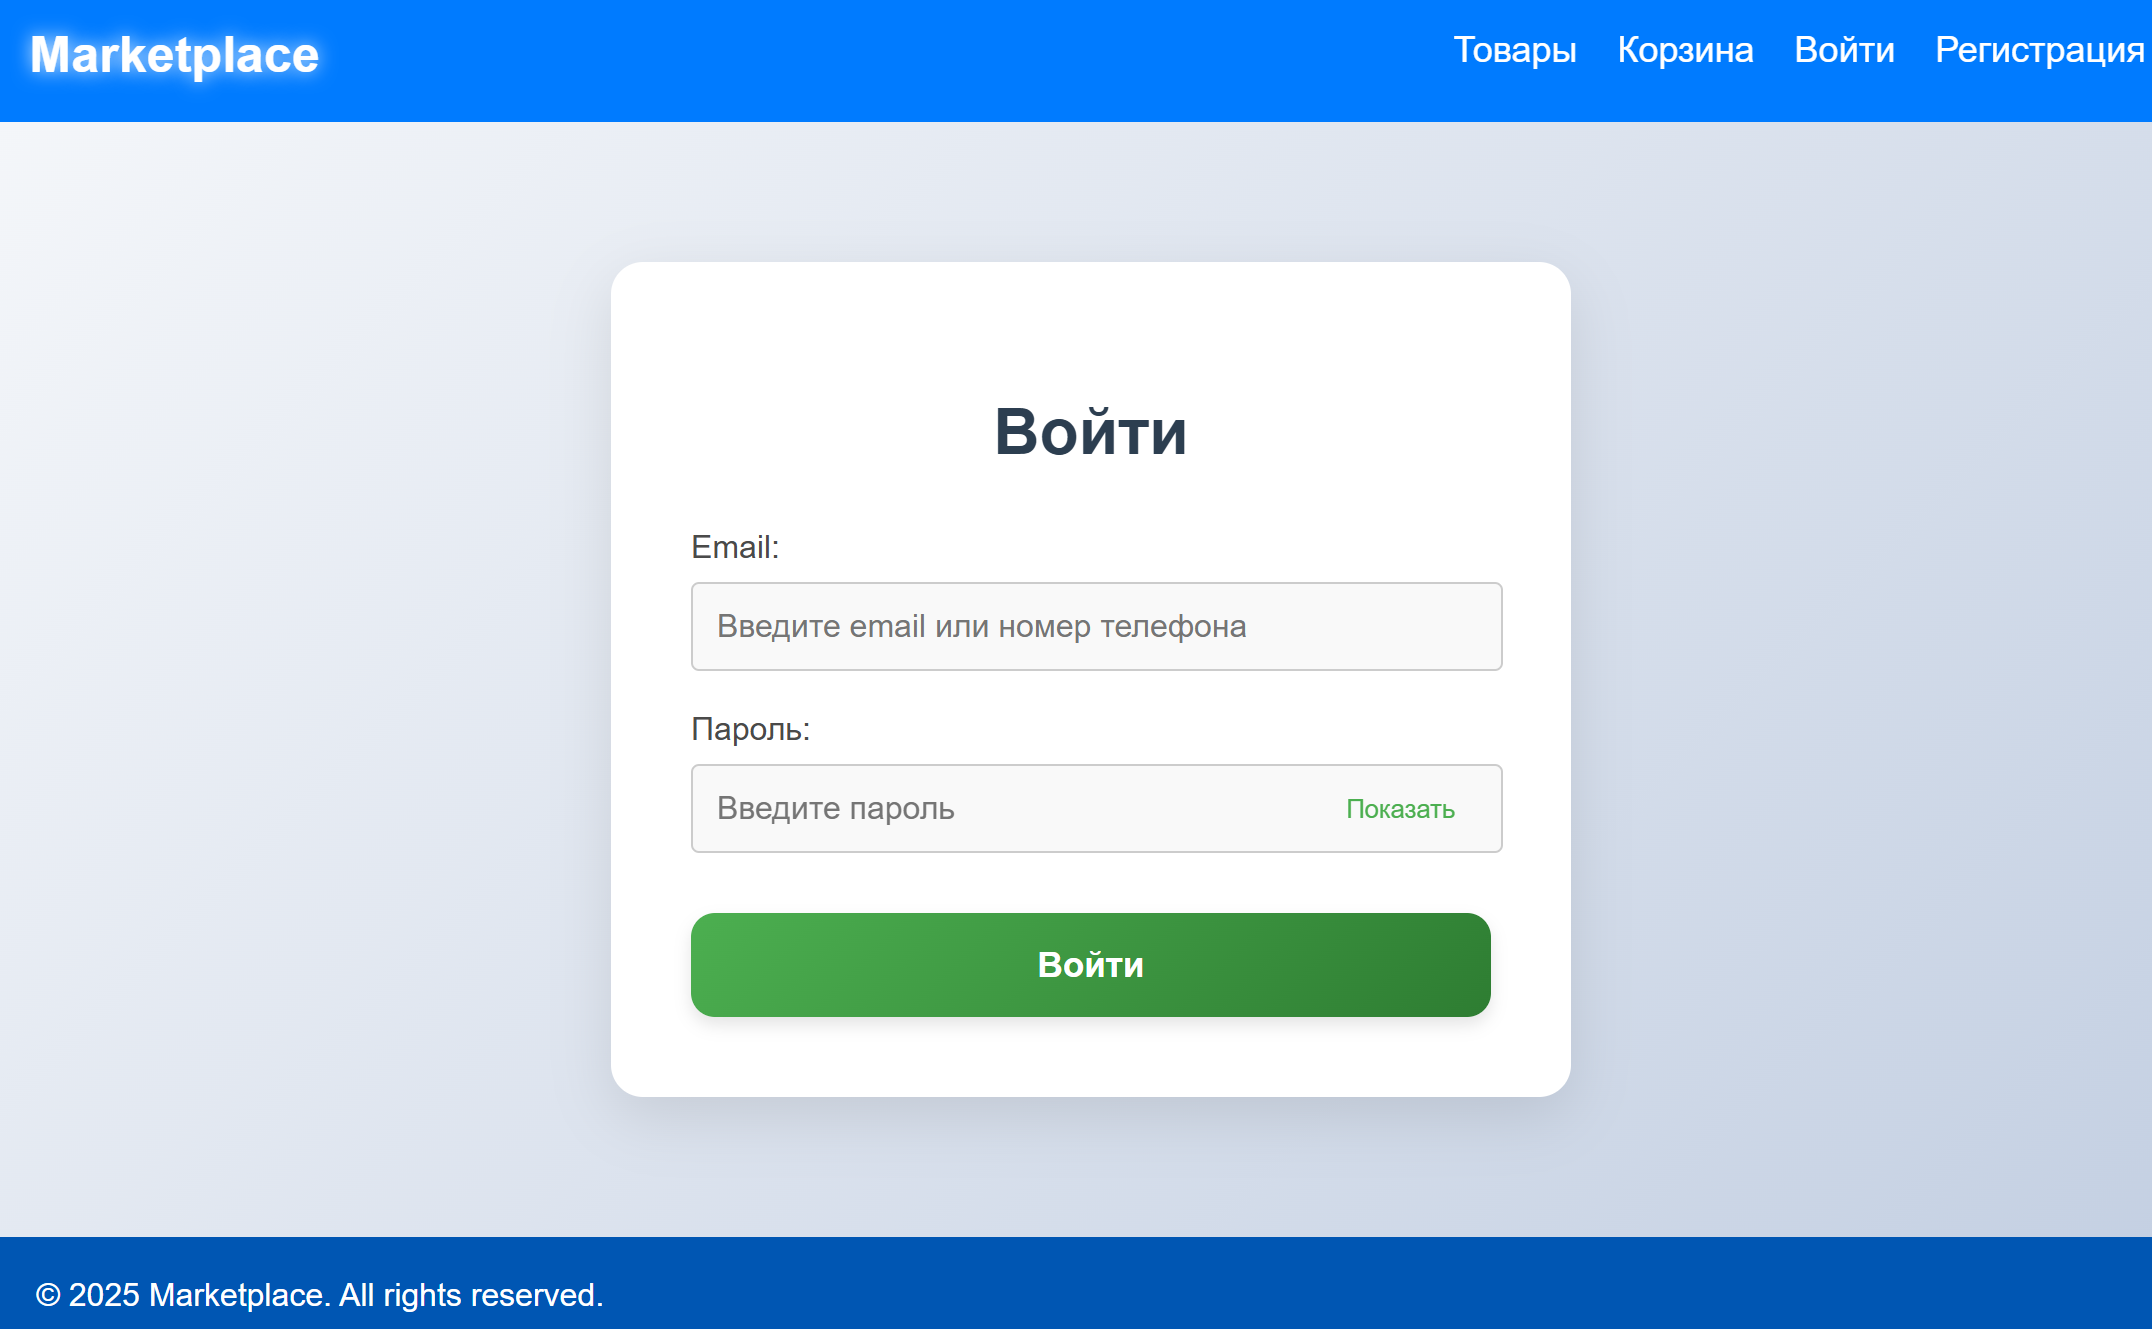 Marketplace
Товары Корзина Войти Регистрация
Войти
Email:
Введите email или номер телефона
Пароль:
Введите пароль Показать
Войти
© 2025 Marketplace. All rights reserved.